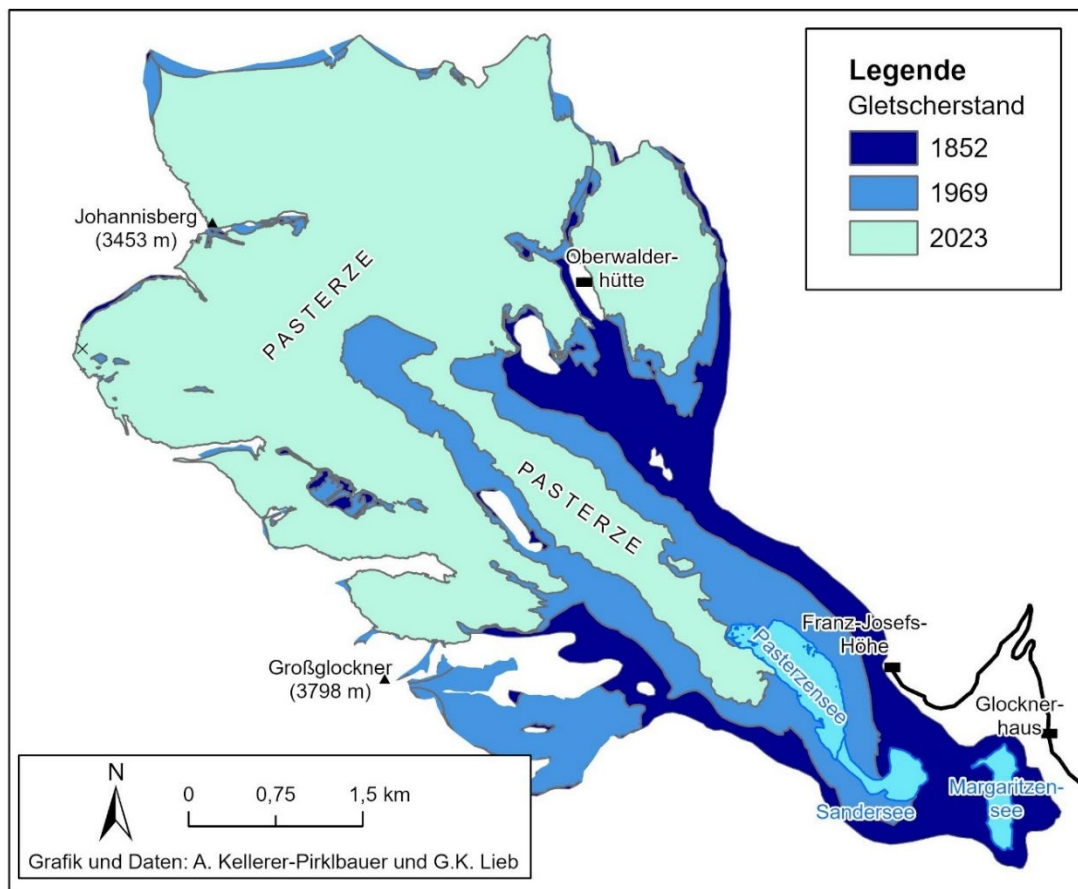 Legende
Gletscherstand
1852
1969
2023
Johannisberg
(3453 m)
Oberwalder-
hütte
PASTERZE
PASTERZE
Großglockner
(3798 m)
Pasterzensee
Franz-Josefs-
Höhe
Glockner-
haus
Sandersee
Margaritzen-
see
N
0 0,75 1,5 km
Grafik und Daten: A. Kellerer-Pirklbauer und G.K. Lieb